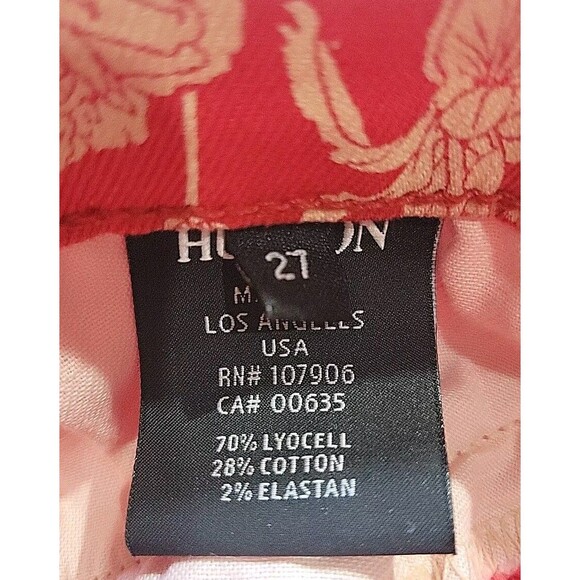 27
LOS ANGELES
USA
RN# 107906
CA# 00635
70% LYOCELL
28% COTTON
2% ELASTAN